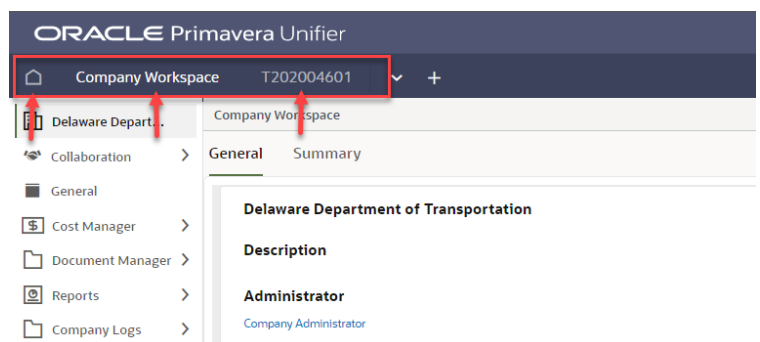 ORACLE Primavera Unifier
Company Workspace T202004601
Delaware Depart...
Company Workspace
Collaboration
General Summary
General
Delaware Department of Transportation
Cost Manager
Description
Document Manager
Reports
Administrator
Company Administrator
Company Logs